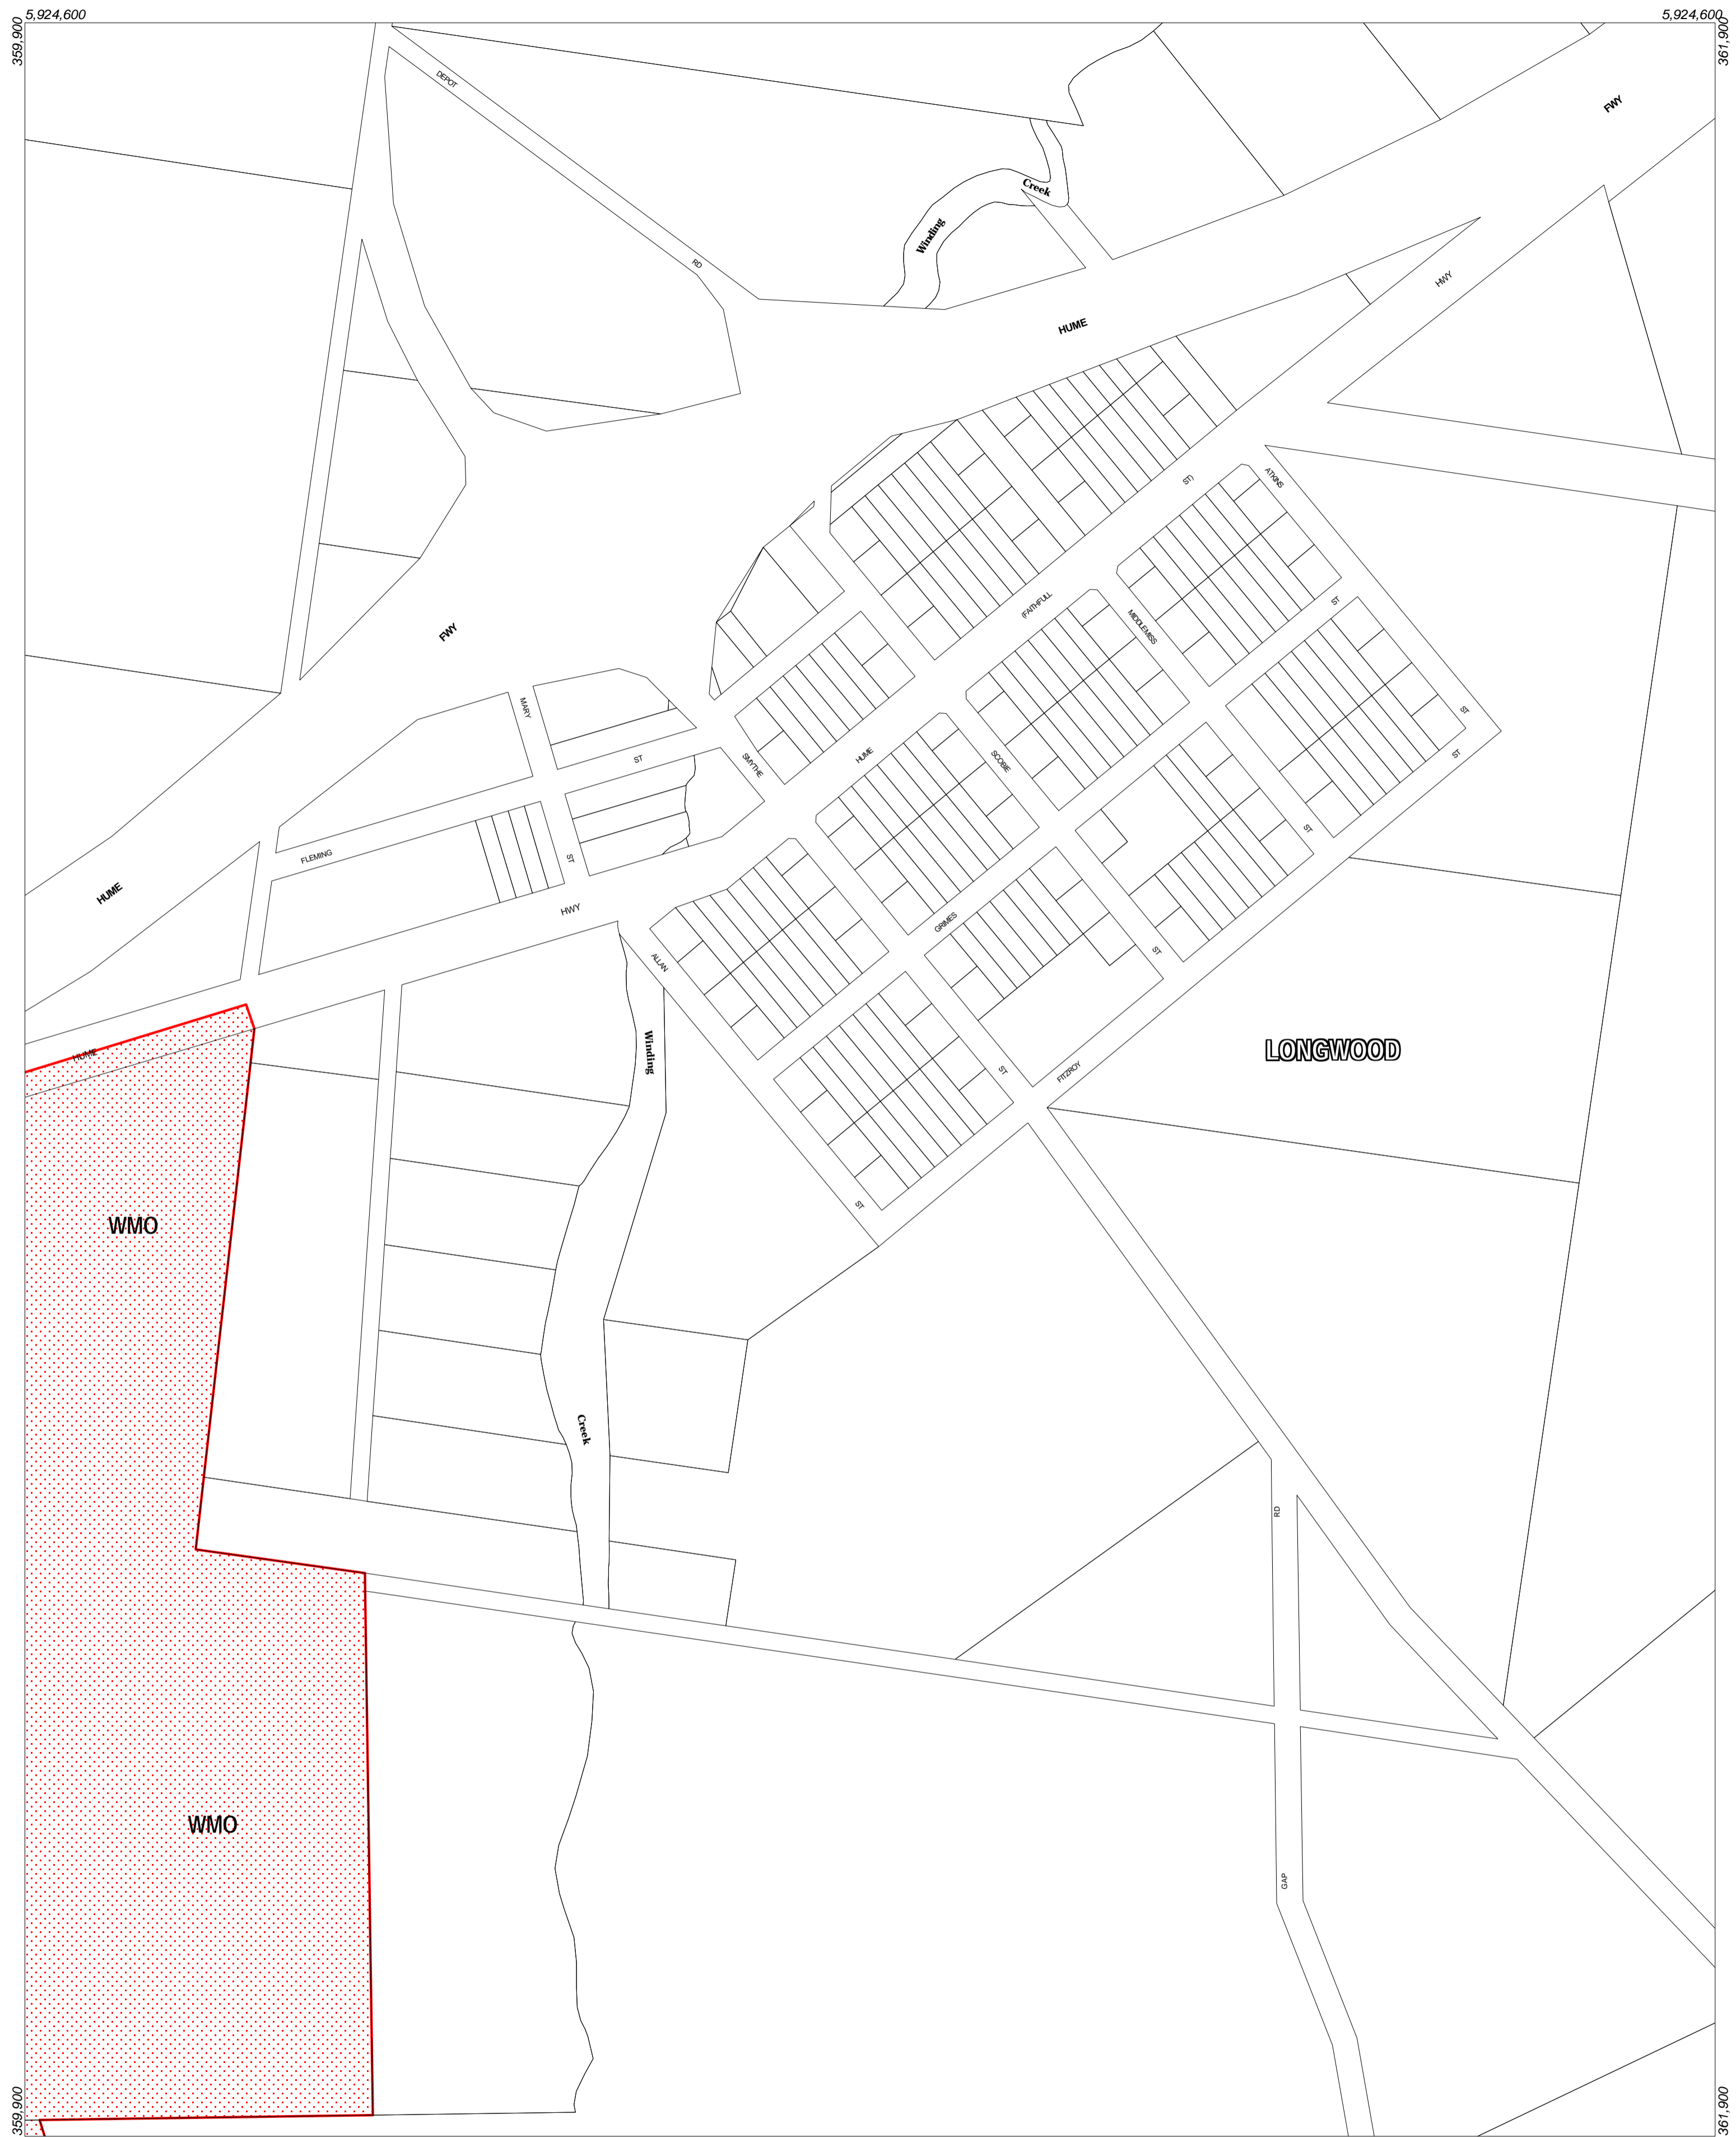 5,924,600
5,924,600
359,900
361,900
DEPOT
FWY
Creek
Winding
RD
HWY
HUME
ATKINS
ST)
(FAITHFULL
ST
MIDDLEMISS
FWY
MARY
ST
ST
HUME
SMYTHE
SCOBIE
ST
ST
FLEMING
ST
HUME
HWY
GRIMES
ST
ALLAN
Winding
HUME
LONGWOOD
ST
FITZROY
ST
WMO
Creek
RD
WMO
GAP
359,900
361,900